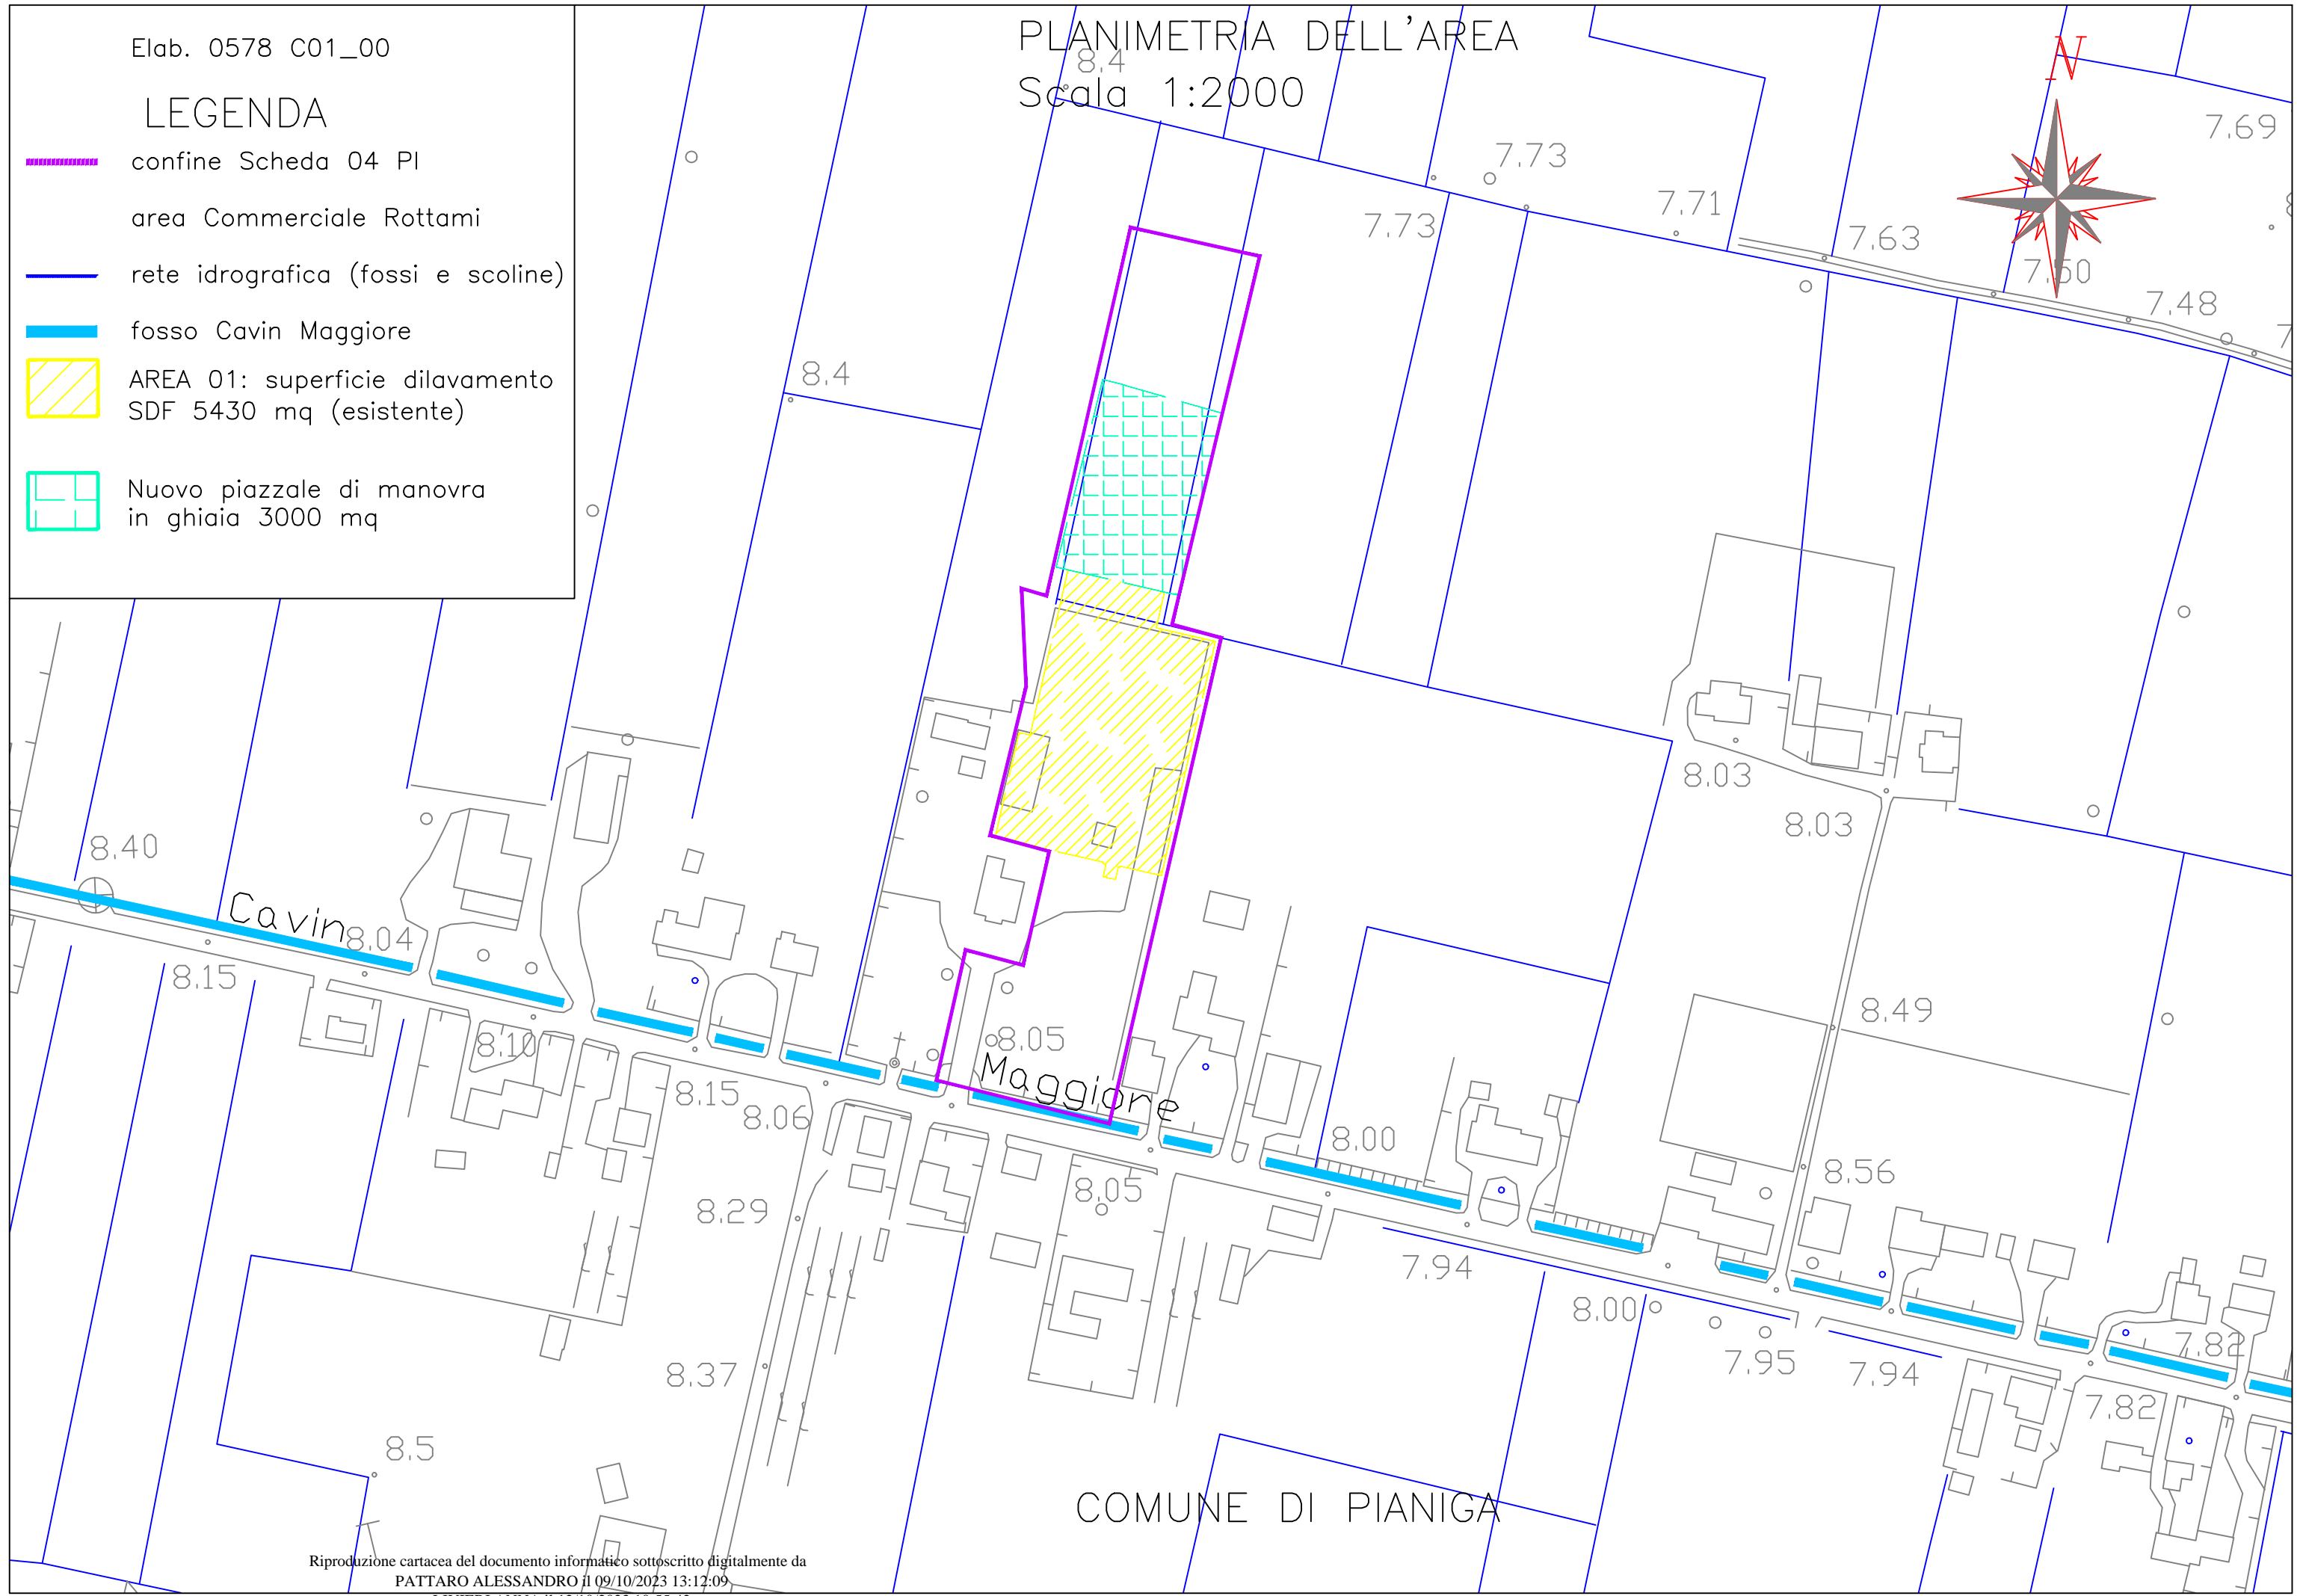 Elab. 0578 C01_00
LEGENDA
confine Scheda 04 PI
area Commerciale Rottami
rete idrografica (fossi e scoline)
fosso Cavin Maggiore
AREA 01: superficie dilavamento
SDF 5430 mq (esistente)
Nuovo piazzale di manovra
in ghiaia 3000 mq
PLANIMETRIA DELL'AREA
8.4
Scala 1:2000
N
7.69
7.73
7.73
7.71
7.63
7.50
7.48
8.4
8.03
8.03
8.40
Cavin
8.04
8.15
8.10
8.15
8.06
8.05
Maggiore
8.49
8.00
8.05
8.56
8.29
7.94
8.00
7.95
7.94
7.82
7.82
8.37
8.5
COMUNE DI PIANIGA
Riproduzione cartacea del documento informatico sottoscritto digitalmente da
PATTARO ALESSANDRO il 09/10/2023 13:12:09